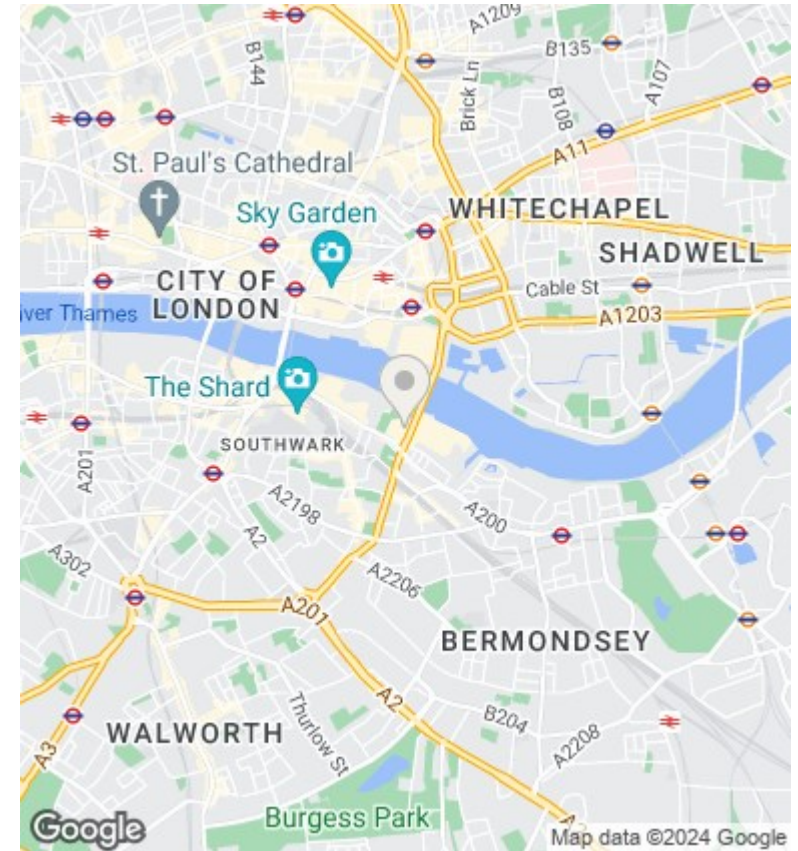 A1209
B144
B135
A107
Brick Ln
B108
A11
St. Paul's Cathedral
Sky Garden
WHITECHAPEL
SHADWELL
CITY OF
LONDON
Cable St
A1203
iver Thames
The Shard
SOUTHWARK
A201
A2198
A200
A2
A302
A2206
A201
BERMONDSEY
A2
B204
A2208
Thurlow St
WALWORTH
A3
Burgess Park
Google
Map data ©2024 Google